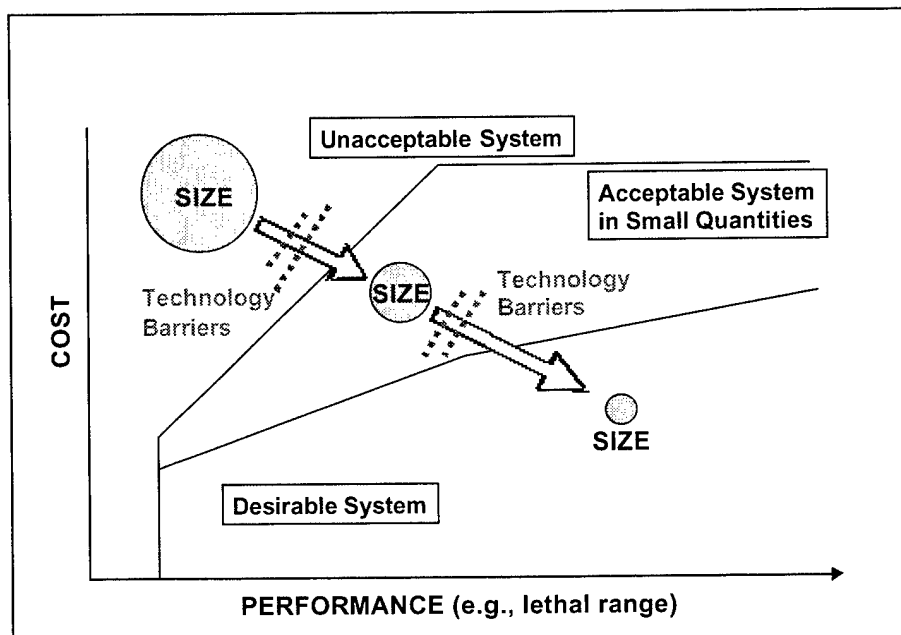 Unacceptable System
Acceptable System
in Small Quantities
SIZE
Technology
Barriers
SIZE
Technology
Barriers
SIZE
Desirable System
COST
PERFORMANCE (e.g., lethal range)